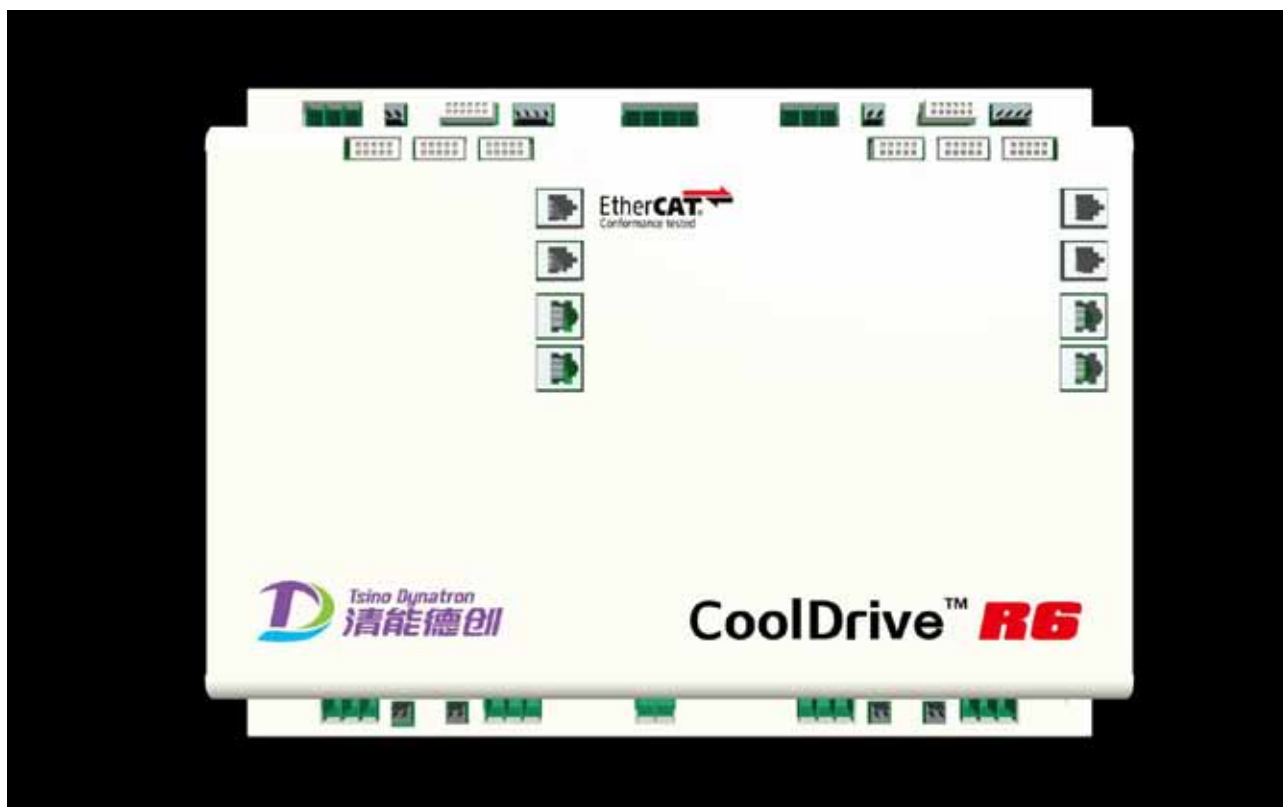 EtherCAT®
Conformance tested
Tsino Dynatron
清能德创
CoolDrive™ R6